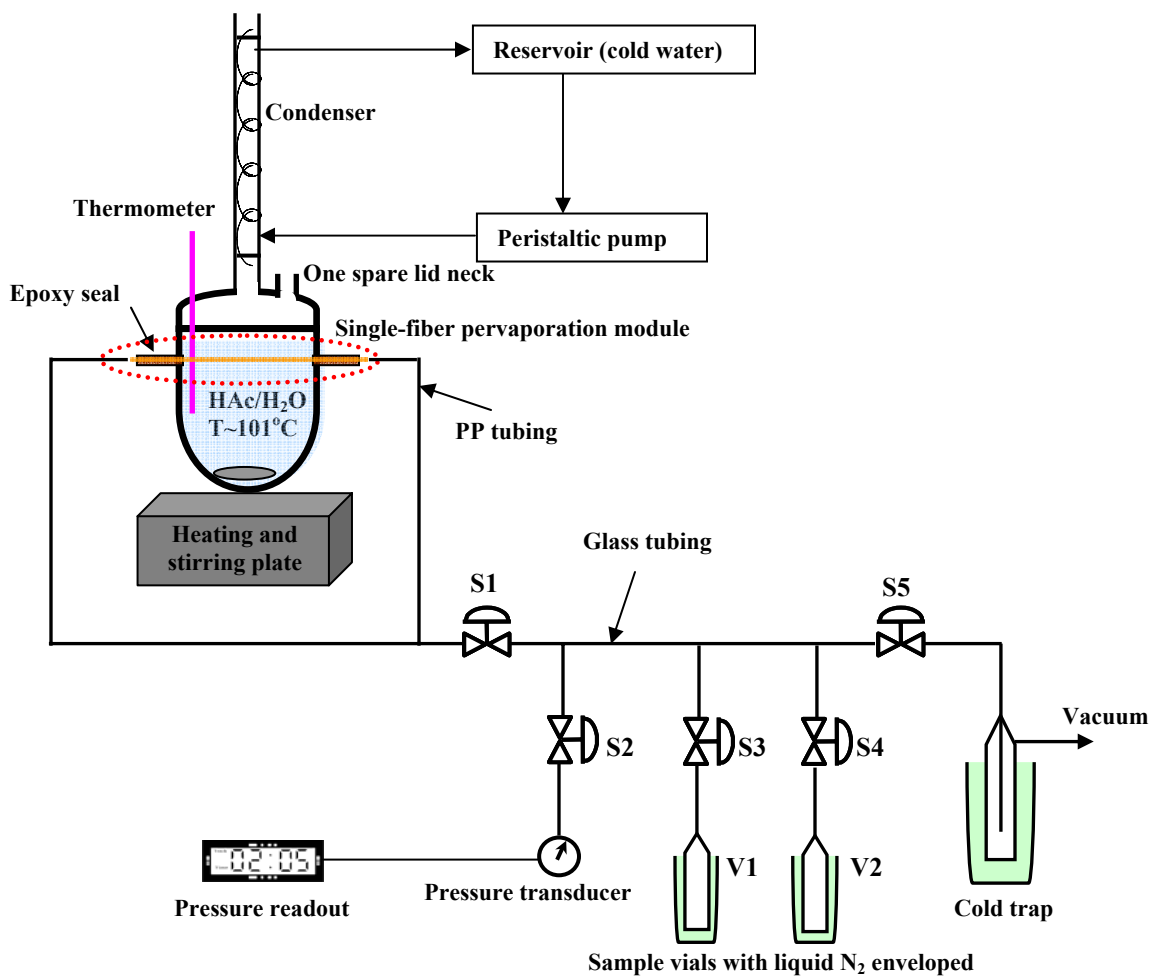 Reservoir (cold water)
Condenser
Thermometer
Peristaltic pump
One spare lid neck
Epoxy seal
Single-fiber pervaporation module
HAc/H₂O
T~101°C
PP tubing
Heating and
stirring plate
Glass tubing
S1
S5
Vacuum
S2
S3
S4
02:05
V1
V2
Pressure transducer
Pressure readout
Cold trap
Sample vials with liquid N₂ enveloped